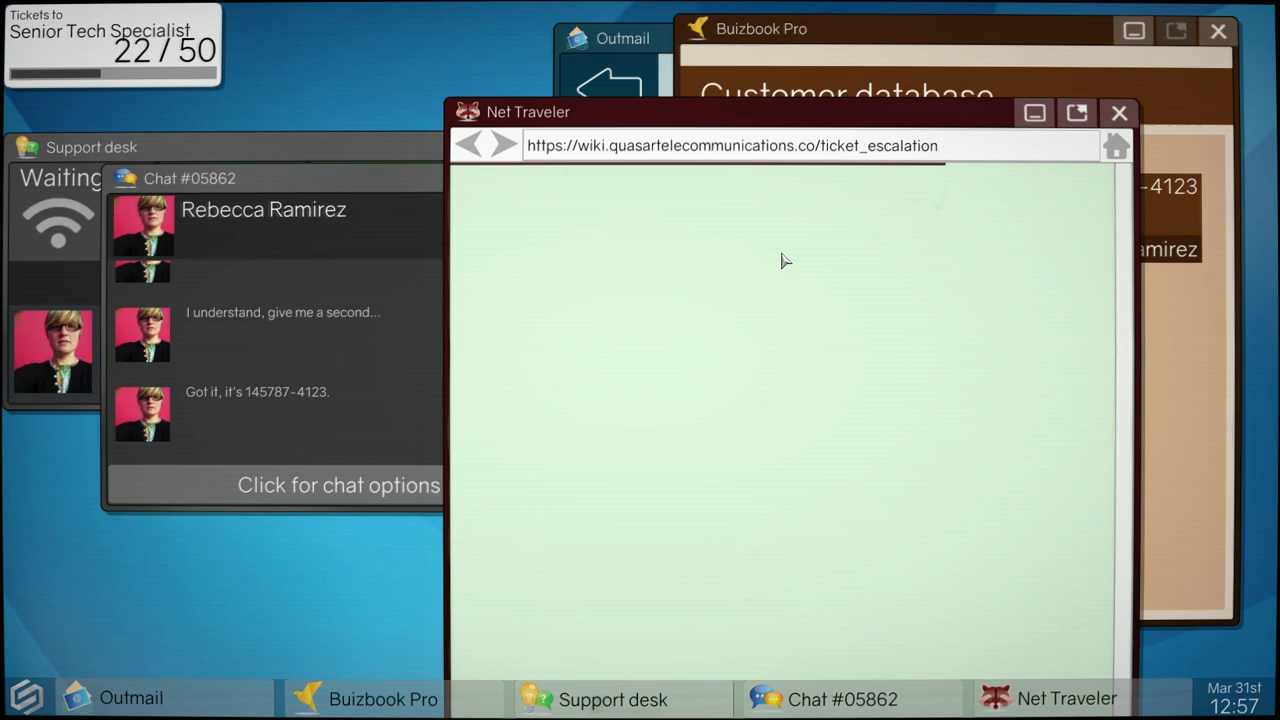 Tickets to
Senior Tech Specialist
22 / 50
Outmail
Buizbook Pro
Customer database
Net Traveler
https://wiki.quasartelecommunications.co/ticket_escalation
Support desk
Waiting
Chat #05862
Rebecca Ramirez
-4123
amirez
I understand, give me a second...
Got it, it's 145787-4123.
Click for chat options
Outmail
Buizbook Pro
Support desk
Chat #05862
Net Traveler
Mar 31st
12:57